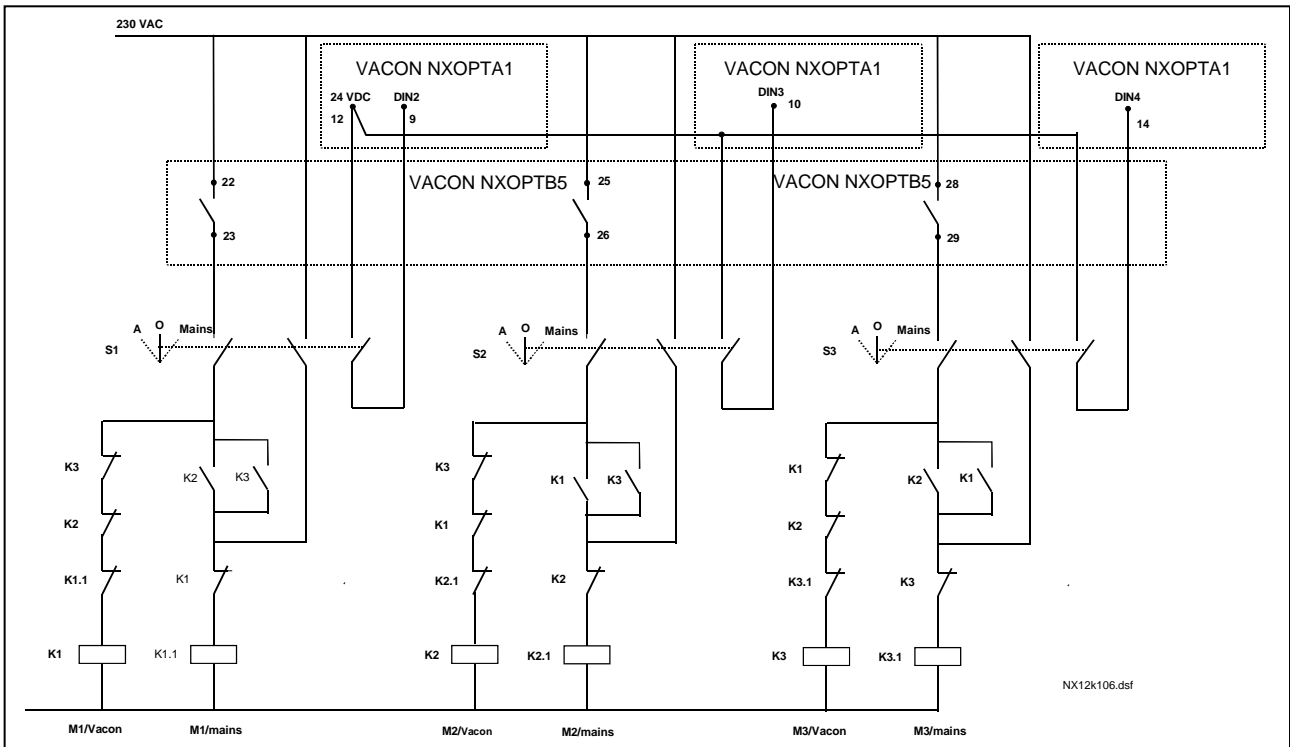 230 VAC
VACON NXOPTA1
VACON NXOPTA1
VACON NXOPTA1
24 VDC
DIN2
DIN3
DIN4
12
9
10
14
22
VACON NXOPTB5
25
VACON NXOPTB5
28
23
26
29
A O Mains
S1
A O Mains
S2
A O Mains
S3
K3
K2
K3
K3
K1
K3
K1
K2
K1
K2
K1
K2
K1.1
K1
K2.1
K2
K3.1
K3
K1
K1.1
K2
K2.1
K3
K3.1
NX12k106.dsf
M1/Vacon
M1/mains
M2/Vacon
M2/mains
M3/Vacon
M3/mains